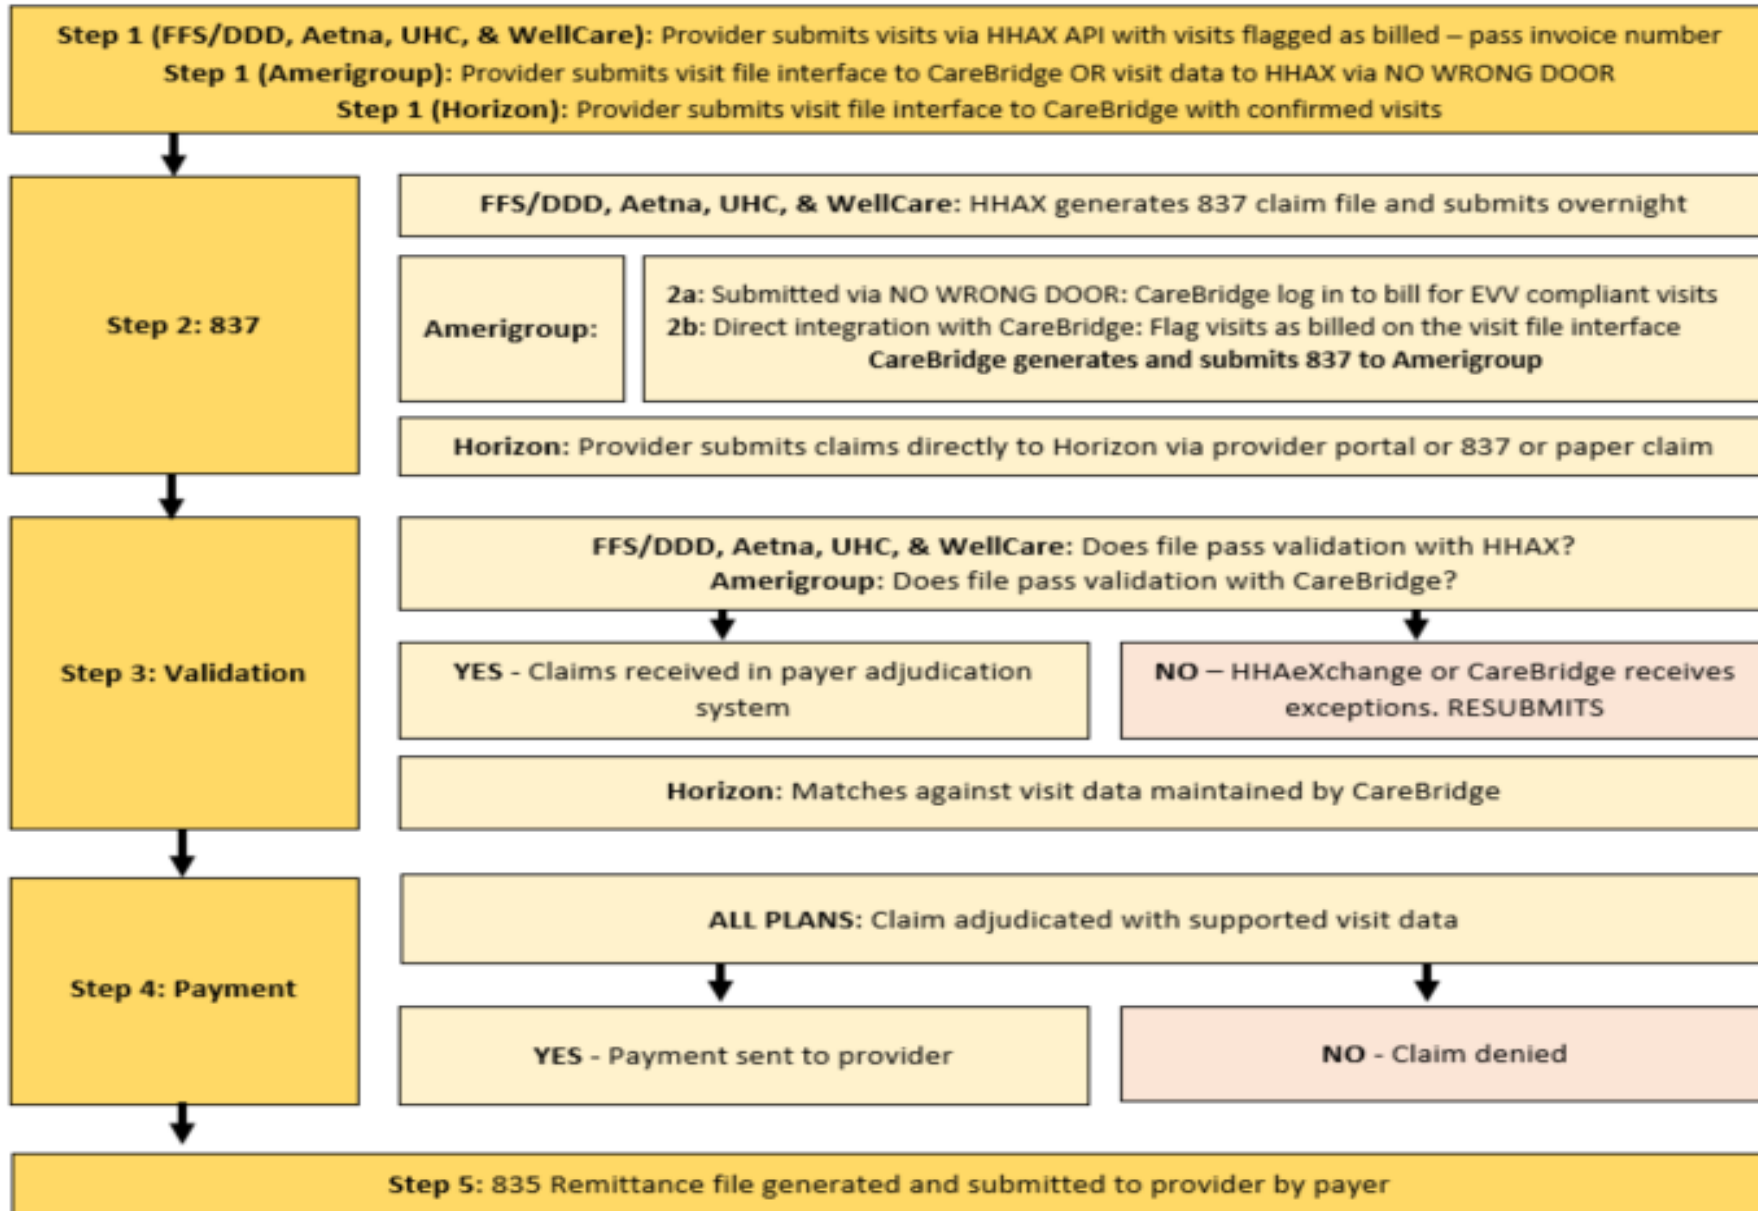 Step 1 (FFS/DDD, Aetna, UHC, & WellCare): Provider submits visits via HHAX API with visits flagged as billed – pass invoice number
Step 1 (Amerigroup): Provider submits visit file interface to CareBridge OR visit data to HHAX via NO WRONG DOOR
Step 1 (Horizon): Provider submits visit file interface to CareBridge with confirmed visits
Step 2: 837
FFS/DDD, Aetna, UHC, & WellCare: HHAX generates 837 claim file and submits overnight
Amerigroup:
2a: Submitted via NO WRONG DOOR: CareBridge log in to bill for EVV compliant visits
2b: Direct integration with CareBridge: Flag visits as billed on the visit file interface
CareBridge generates and submits 837 to Amerigroup
Horizon: Provider submits claims directly to Horizon via provider portal or 837 or paper claim
Step 3: Validation
FFS/DDD, Aetna, UHC, & WellCare: Does file pass validation with HHAX?
Amerigroup: Does file pass validation with CareBridge?
YES - Claims received in payer adjudication
system
NO – HHAeXchange or CareBridge receives
exceptions. RESUBMITS
Horizon: Matches against visit data maintained by CareBridge
Step 4: Payment
ALL PLANS: Claim adjudicated with supported visit data
YES - Payment sent to provider
NO - Claim denied
Step 5: 835 Remittance file generated and submitted to provider by payer